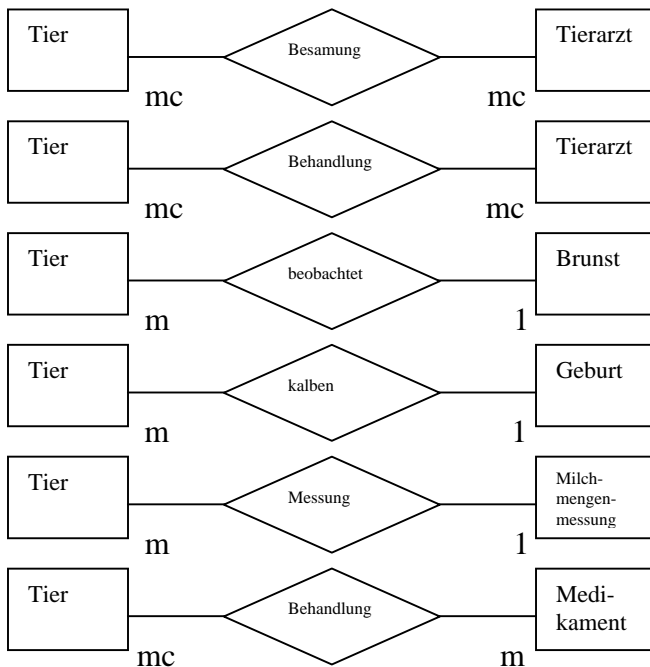 Tier Besamung Tierarzt
mc mc
Tier Behandlung Tierarzt
mc mc
Tier beobachtet Brunst
m 1
Tier kalben Geburt
m 1
Tier Messung Milch-
mengen-
messung
m 1
Tier Behandlung Medi-
kament
mc m